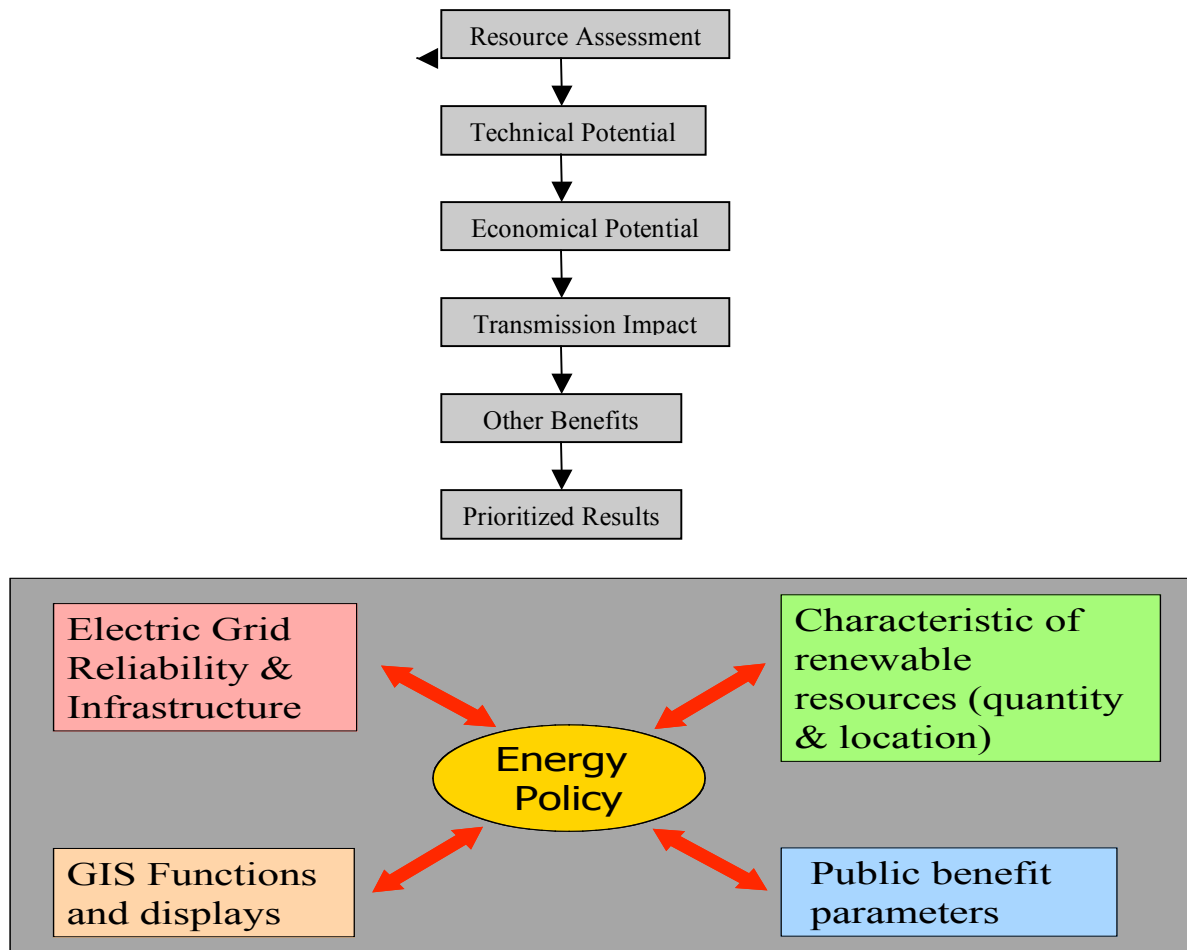 Resource Assessment
Technical Potential
Economical Potential
Transmission Impact
Other Benefits
Prioritized Results
Electric Grid
Reliability &
Infrastructure
Characteristic of
renewable
resources (quantity
& location)
Energy
Policy
GIS Functions
and displays
Public benefit
parameters